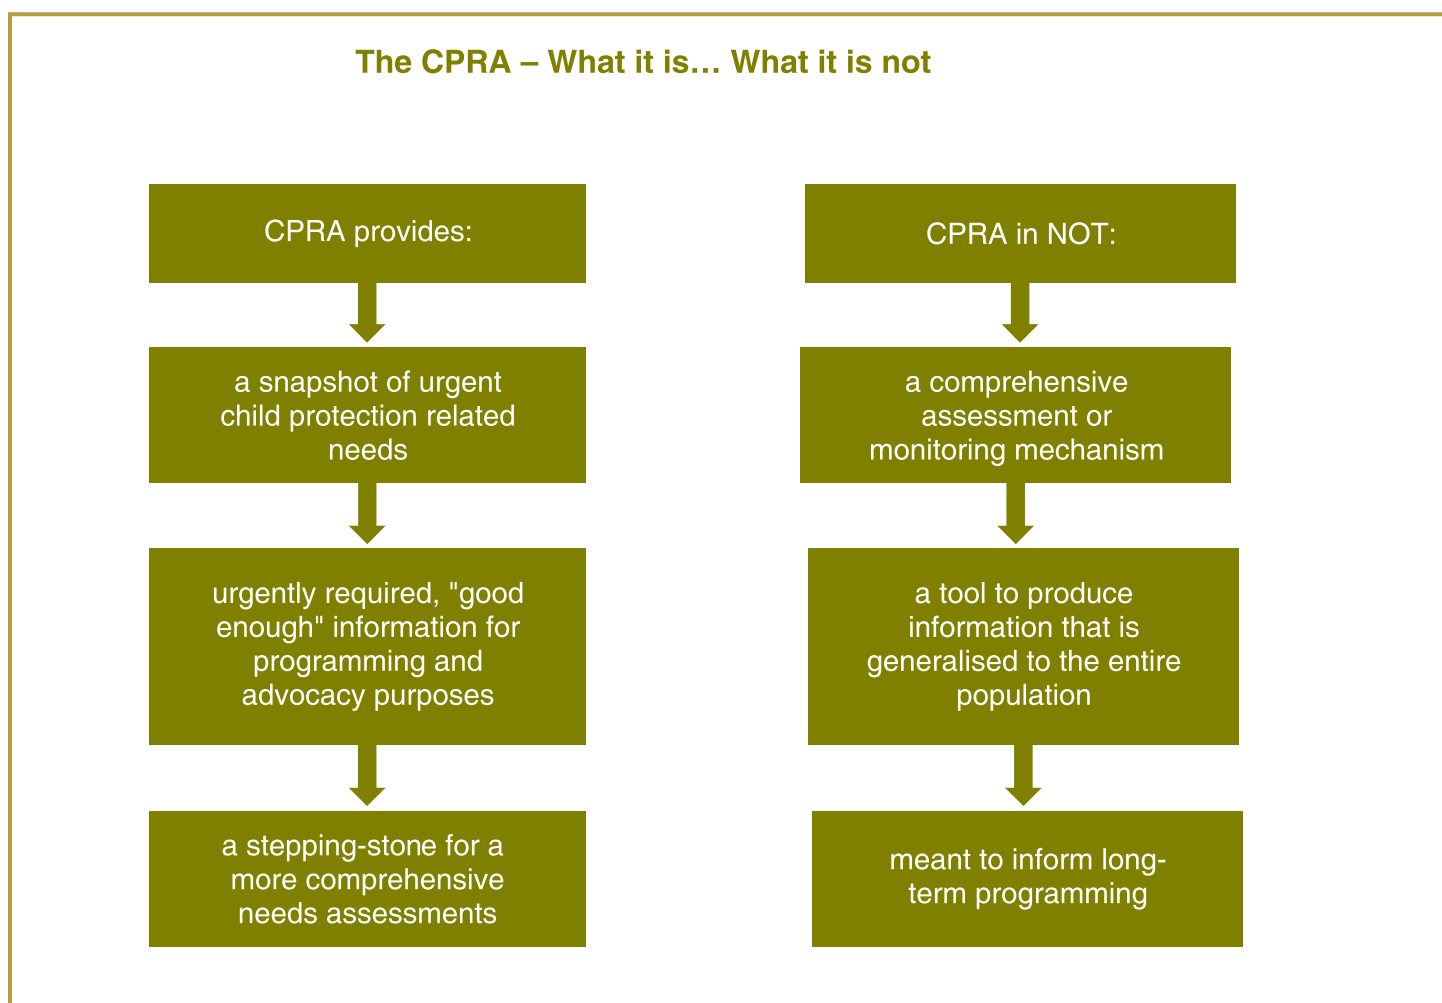 The CPRA – What it is… What it is not
CPRA provides:
a snapshot of urgent
child protection related
needs
urgently required, "good
enough" information for
programming and
advocacy purposes
a stepping-stone for a
more comprehensive
needs assessments
CPRA in NOT:
a comprehensive
assessment or
monitoring mechanism
a tool to produce
information that is
generalised to the entire
population
meant to inform long-
term programming